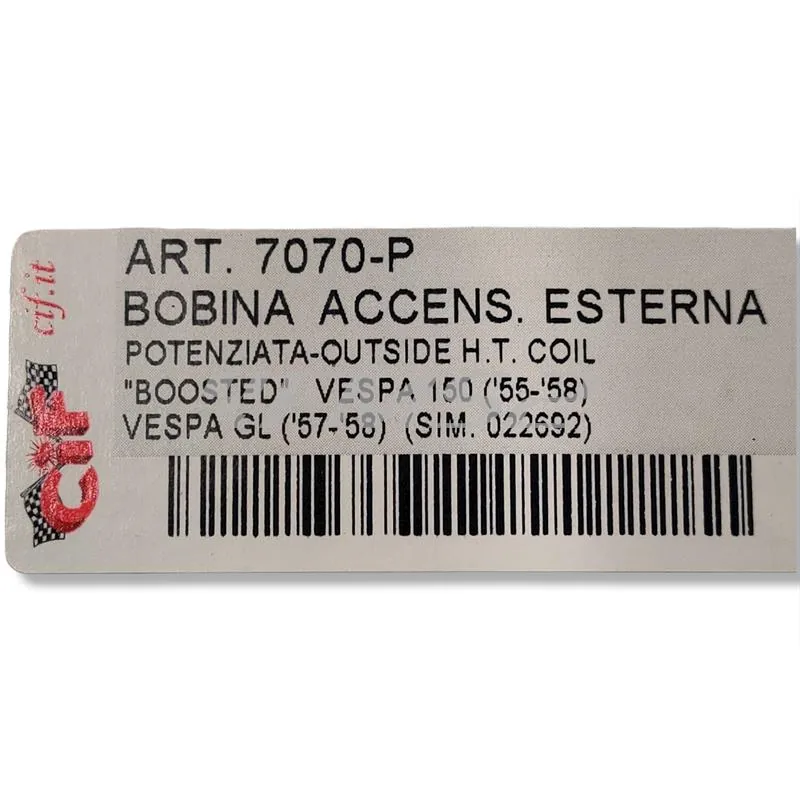 cif.it
CIF
ART. 7070-P
BOBINA ACCENS. ESTERNA
POTENZIATA-OUTSIDE H.T. COIL
"BOOSTED" VESPA 150 ('55-'58)
VESPA GL ('57-'58) (SIM. 022692)